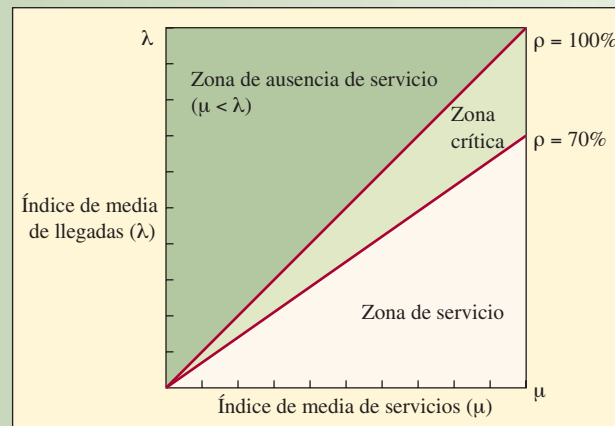 λ
ρ = 100%
Zona de ausencia de servicio
(μ < λ)
Zona
crítica
ρ = 70%
Índice de media
de llegadas (λ)
Zona de servicio
μ
Índice de media de servicios (μ)